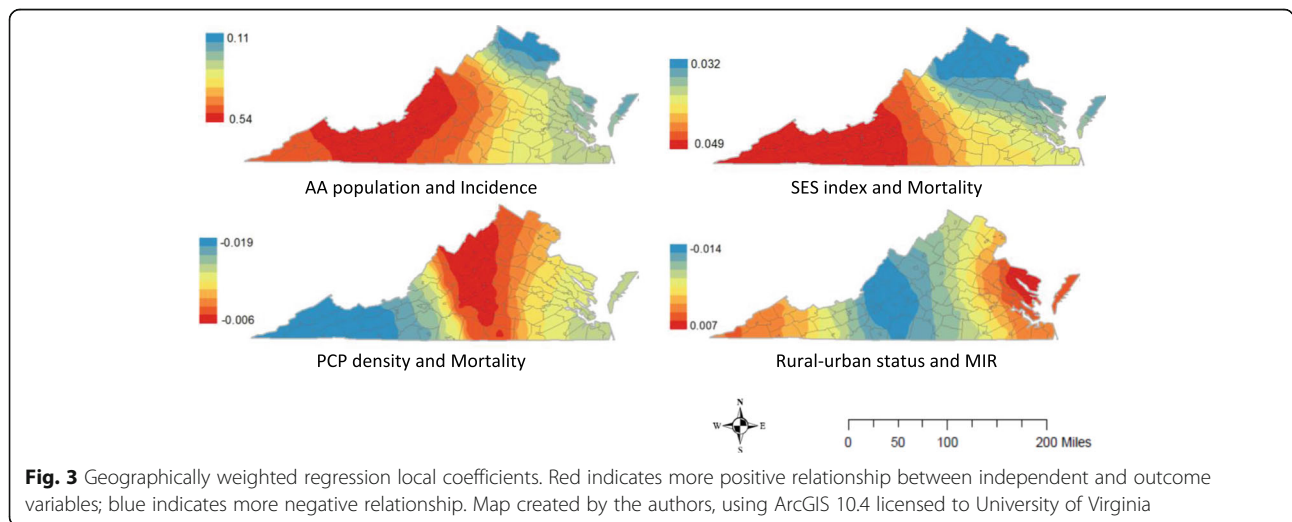 0.11
0.54
AA population and Incidence
0.032
0.049
SES index and Mortality
-0.019
-0.006
PCP density and Mortality
-0.014
0.007
Rural-urban status and MIR
N
W E
S
0 50 100 200 Miles
Fig. 3 Geographically weighted regression local coefficients. Red indicates more positive relationship between independent and outcome
variables; blue indicates more negative relationship. Map created by the authors, using ArcGIS 10.4 licensed to University of Virginia